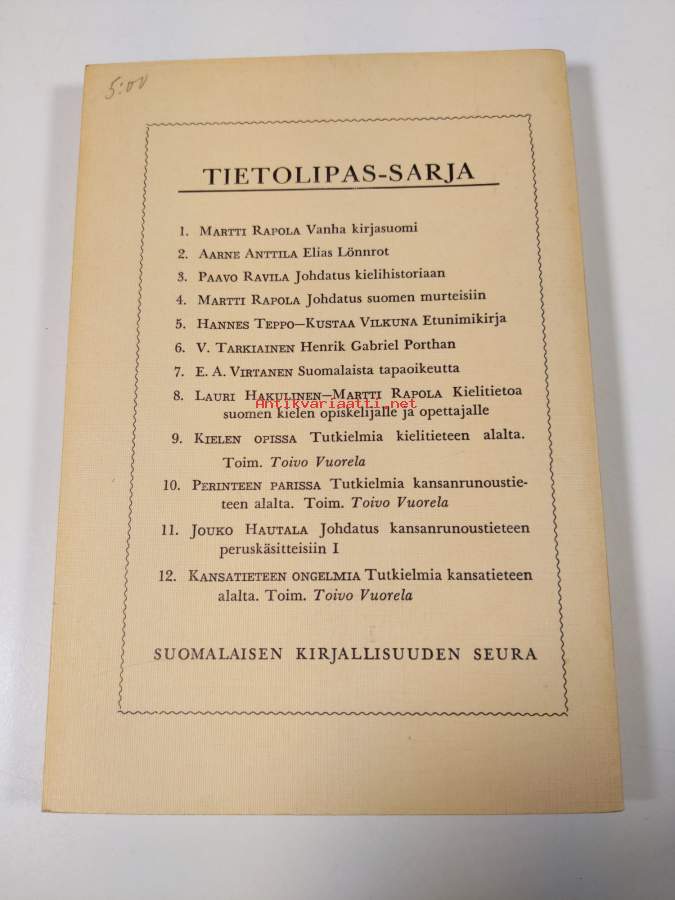 5:00
TIETOLIPAS-SARJA
1. MARTTI RAPOLA Vanha kirjasuomi
2. AARNE ANTTILA Elias Lönnrot
3. PAAVO RAVILA Johdatus kielihistoriaan
4. MARTTI RAPOLA Johdatus suomen murteisiin
5. HANNES TEPPO—KUSTAA VILKUNA Etunimikirja
6. V. TARKIAINEN Henrik Gabriel Porthan
7. E. A. VIRTANEN Suomalaista tapaoikeutta
8. LAURI HAKULINEN—MARTTI RAPOLA Kielitietoa
Antikvariaatti.net
suomen kielen opiskelijalle ja opettajalle
9. KIELEN OPISSA Tutkielmia kielitieteen alalta.
Toim. Toivo Vuorela
10. PERINTEEN PARISSA Tutkielmia kansanrunoustie-
teen alalta. Toim. Toivo Vuorela
11. JOUKO HAUTALA Johdatus kansanrunoustieteen
peruskäsitteisiin I
12. KANSATIETEEN ONGELMIA Tutkielmia kansatieteen
alalta. Toim. Toivo Vuorela
SUOMALAISEN KIRJALLISUUDEN SEURA